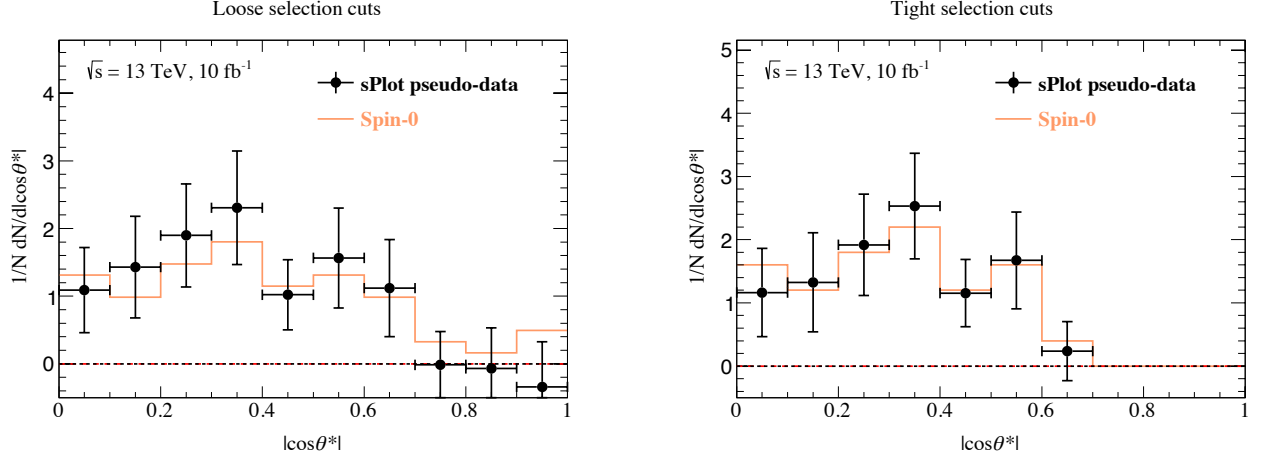 Loose selection cuts
√s = 13 TeV, 10 fb⁻¹
sPlot pseudo-data
Spin-0
1/N dN/d|cosθ*|
4
3
2
1
0
0 0.2 0.4 0.6 0.8 1
|cosθ*|
Tight selection cuts
√s = 13 TeV, 10 fb⁻¹
sPlot pseudo-data
Spin-0
1/N dN/d|cosθ*|
5
4
3
2
1
0
0 0.2 0.4 0.6 0.8 1
|cosθ*|